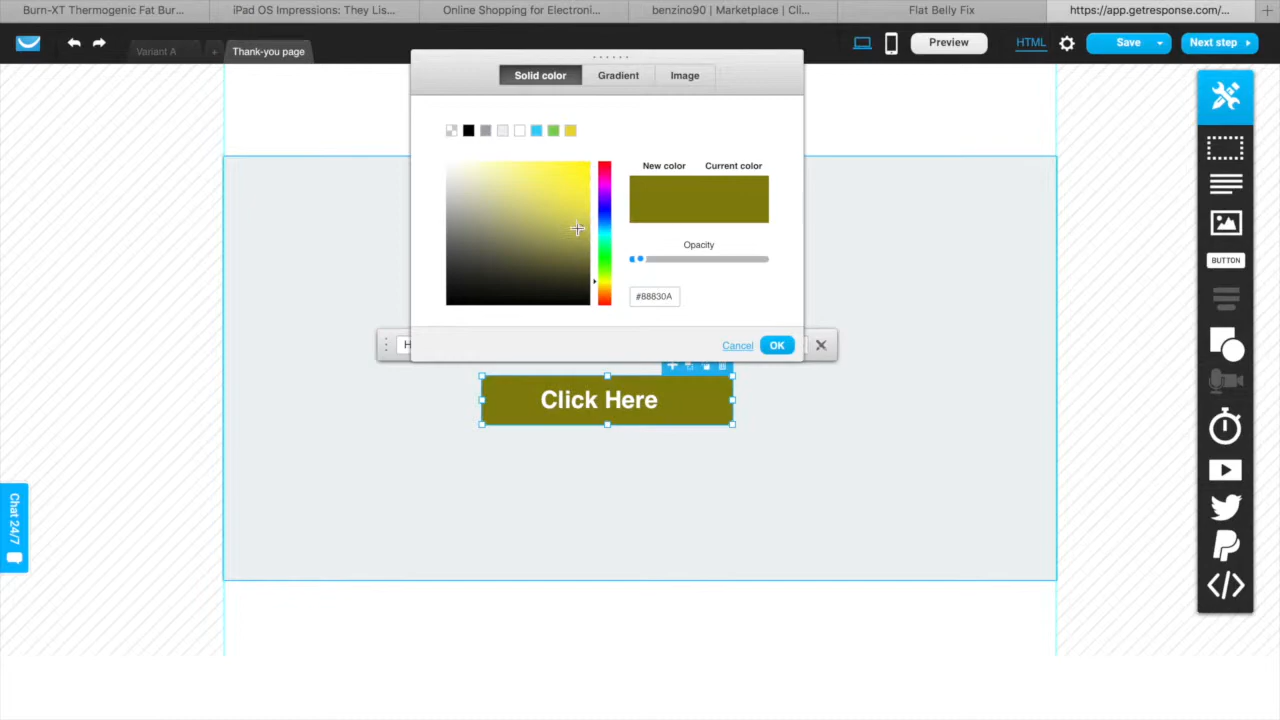 Burn-XT Thermogenic Fat Bur...
iPad OS Impressions: They Lis...
Online Shopping for Electroni...
benzino90 | Marketplace | Cli...
Flat Belly Fix
https://app.getresponse.com/...
Variant A
+
Thank-you page
Preview
HTML
Save
Next step
Solid color
Gradient
Image
New color
Current color
Opacity
#88830A
H
Cancel
OK
Click Here
BUTTON
Chat 24/7